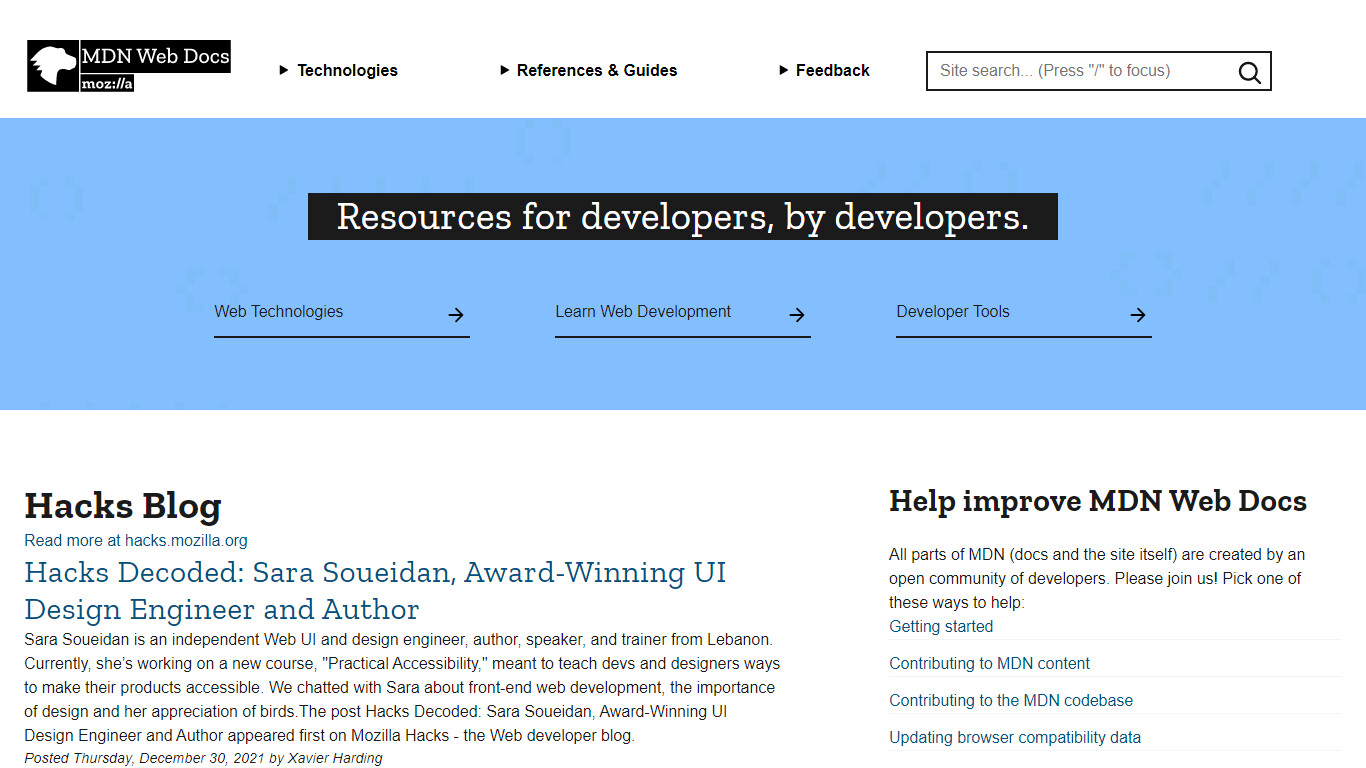 MDN Web Docs
moz://a
Technologies
References & Guides
Feedback
Site search... (Press "/" to focus)
Resources for developers, by developers.
Web Technologies
Learn Web Development
Developer Tools
Hacks Blog
Read more at hacks.mozilla.org
Hacks Decoded: Sara Soueidan, Award-Winning UI
Design Engineer and Author
Sara Soueidan is an independent Web UI and design engineer, author, speaker, and trainer from Lebanon.
Currently, she’s working on a new course, "Practical Accessibility," meant to teach devs and designers ways
to make their products accessible. We chatted with Sara about front-end web development, the importance
of design and her appreciation of birds.The post Hacks Decoded: Sara Soueidan, Award-Winning UI
Design Engineer and Author appeared first on Mozilla Hacks - the Web developer blog.
Posted Thursday, December 30, 2021 by Xavier Harding
Help improve MDN Web Docs
All parts of MDN (docs and the site itself) are created by an
open community of developers. Please join us! Pick one of
these ways to help:
Getting started
Contributing to MDN content
Contributing to the MDN codebase
Updating browser compatibility data